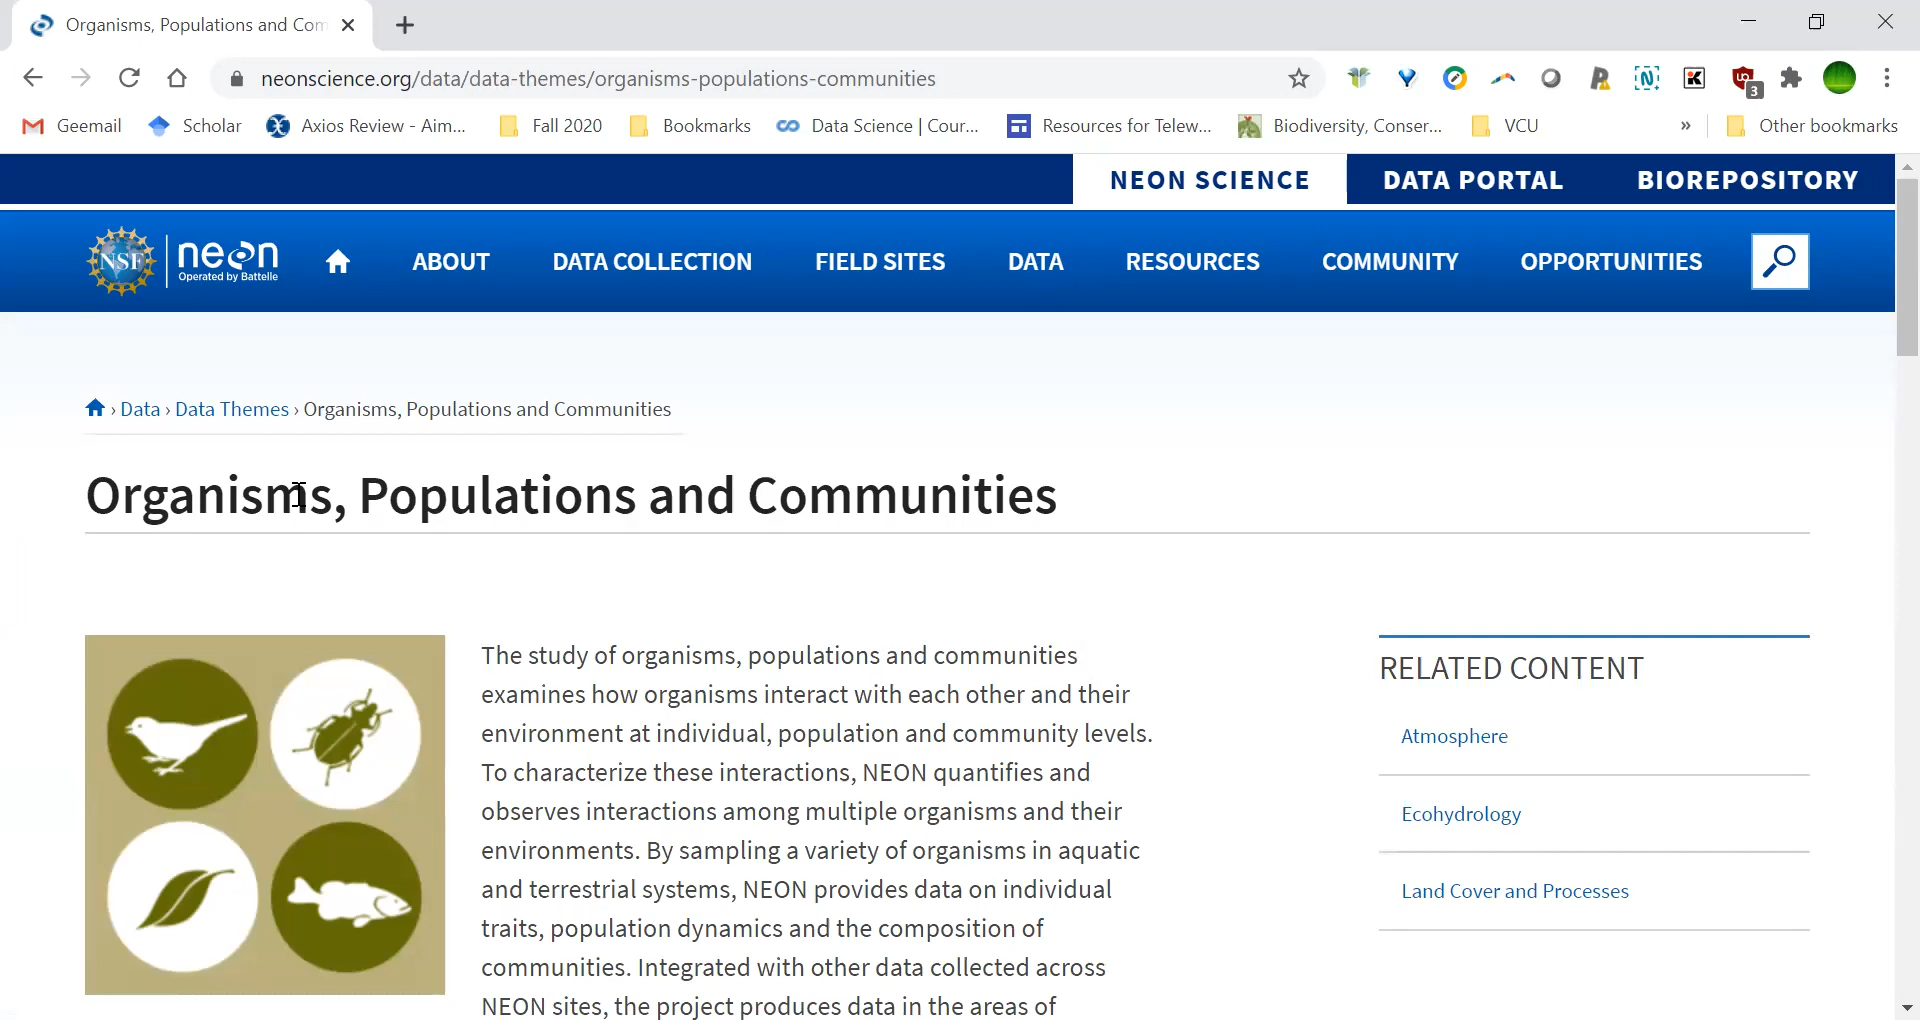 Organisms, Populations and Com
neonscience.org/data/data-themes/organisms-populations-communities
3
Geemail Scholar Axios Review - Aim... Fall 2020 Bookmarks Data Science | Cour... Resources for Telew... Biodiversity, Conser... VCU » Other bookmarks
NEON SCIENCE DATA PORTAL BIOREPOSITORY
NSF neon ABOUT DATA COLLECTION FIELD SITES DATA RESOURCES COMMUNITY OPPORTUNITIES
Operated by Battelle
› Data › Data Themes › Organisms, Populations and Communities
Organisms, Populations and Communities
The study of organisms, populations and communities
examines how organisms interact with each other and their
environment at individual, population and community levels.
To characterize these interactions, NEON quantifies and
observes interactions among multiple organisms and their
environments. By sampling a variety of organisms in aquatic
and terrestrial systems, NEON provides data on individual
traits, population dynamics and the composition of
communities. Integrated with other data collected across
NEON sites, the project produces data in the areas of
RELATED CONTENT
Atmosphere
Ecohydrology
Land Cover and Processes